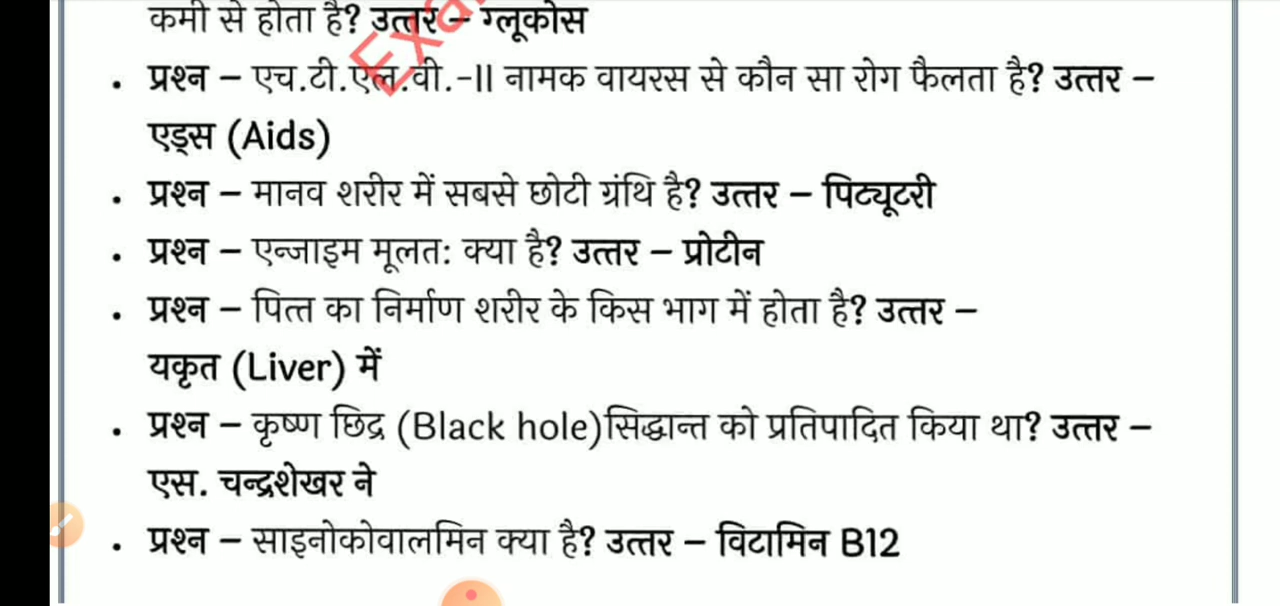 कमी से होता है? उत्तर – ग्लूकोस
• प्रश्न – एच.टी.एल.वी.-II नामक वायरस से कौन सा रोग फैलता है? उत्तर –
एड्स (Aids)
• प्रश्न – मानव शरीर में सबसे छोटी ग्रंथि है? उत्तर – पिट्यूटरी
• प्रश्न – एन्जाइम मूलत: क्या है? उत्तर – प्रोटीन
• प्रश्न – पित्त का निर्माण शरीर के किस भाग में होता है? उत्तर –
यकृत (Liver) में
• प्रश्न – कृष्ण छिद्र (Black hole)सिद्धान्त को प्रतिपादित किया था? उत्तर –
एस. चन्द्रशेखर ने
• प्रश्न – साइनोकोवालमिन क्या है? उत्तर – विटामिन B12